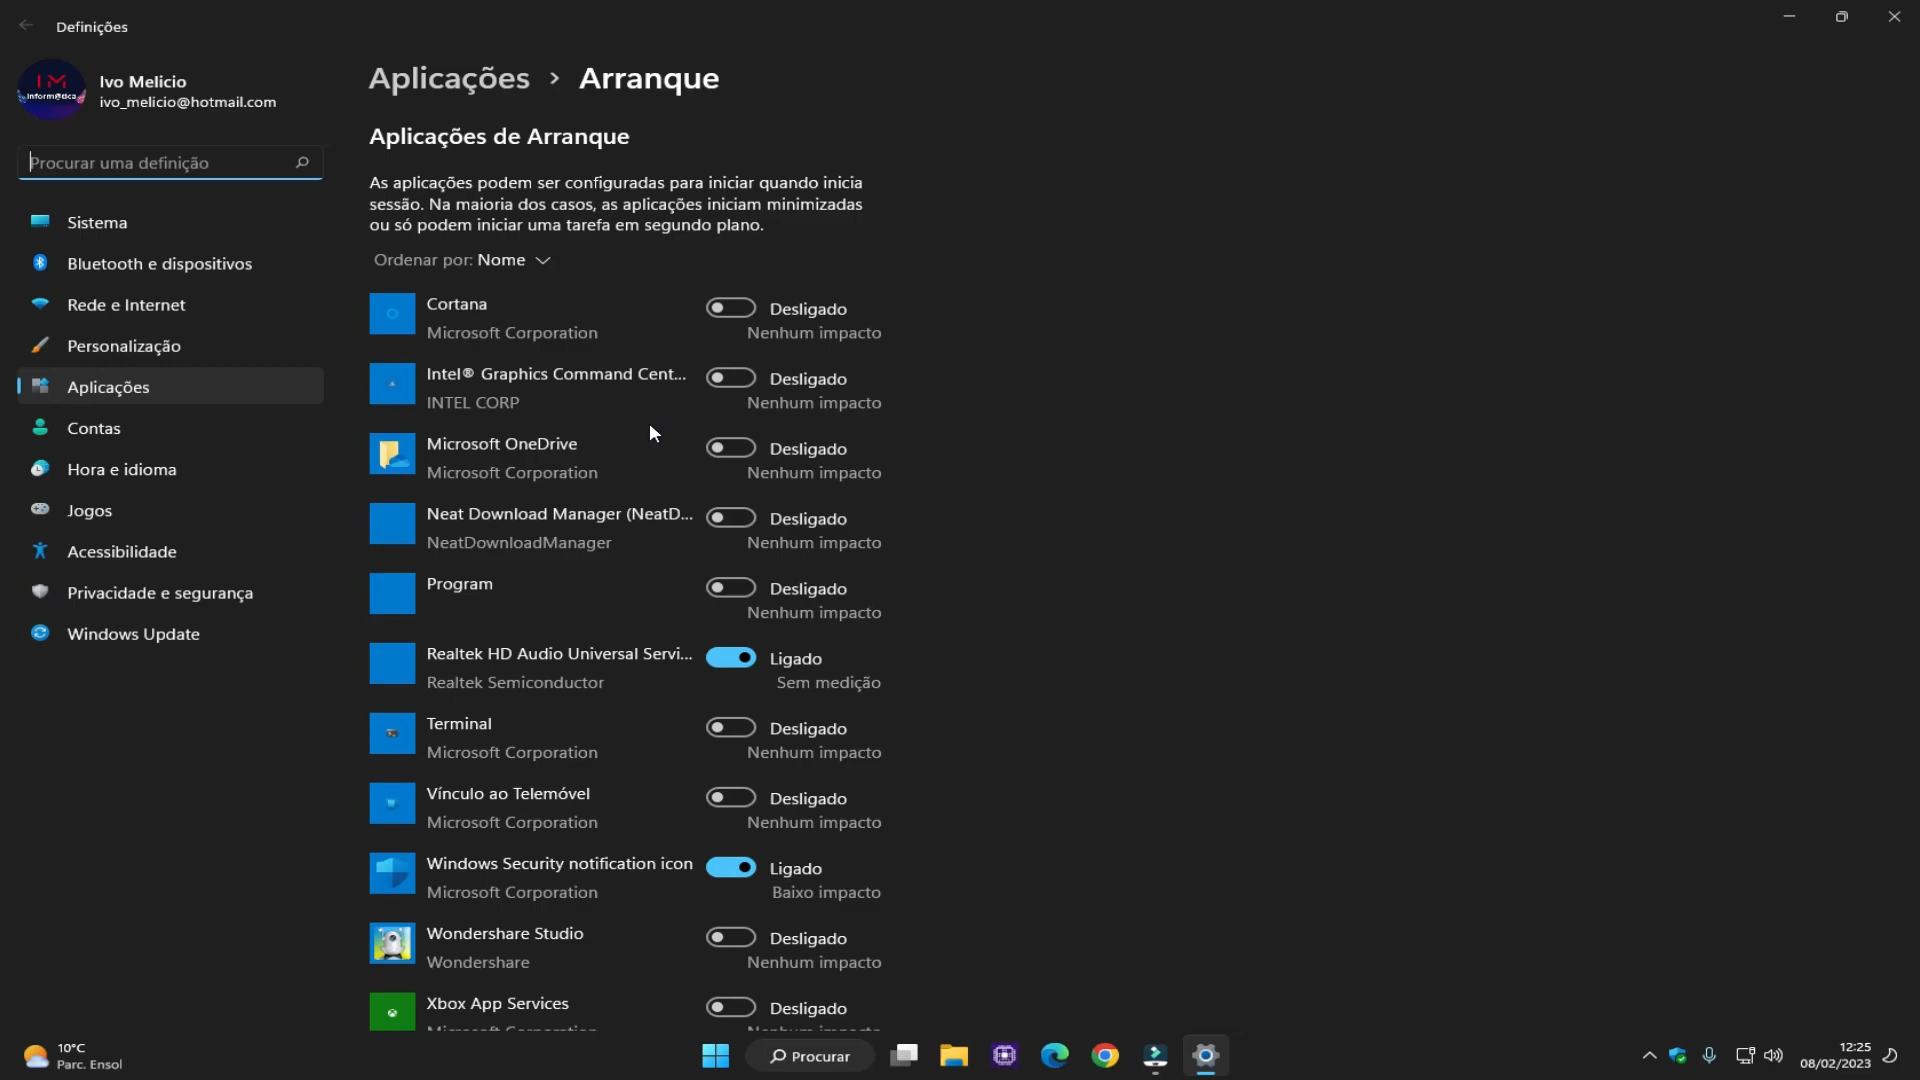 Definições
IM
Inform@tica
Ivo Melicio
ivo_melicio@hotmail.com
Procurar uma definição
Sistema
Bluetooth e dispositivos
Rede e Internet
Personalização
Aplicações
Contas
Hora e idioma
Jogos
Acessibilidade
Privacidade e segurança
Windows Update
Aplicações > Arranque
Aplicações de Arranque
As aplicações podem ser configuradas para iniciar quando inicia
sessão. Na maioria dos casos, as aplicações iniciam minimizadas
ou só podem iniciar uma tarefa em segundo plano.
Ordenar por: Nome
Cortana
Desligado
Microsoft Corporation
Nenhum impacto
Intel® Graphics Command Cent...
Desligado
INTEL CORP
Nenhum impacto
Microsoft OneDrive
Desligado
Microsoft Corporation
Nenhum impacto
Neat Download Manager (NeatD...
Desligado
NeatDownloadManager
Nenhum impacto
Program
Desligado
Nenhum impacto
Realtek HD Audio Universal Servi...
Ligado
Realtek Semiconductor
Sem medição
Terminal
Desligado
Microsoft Corporation
Nenhum impacto
Vínculo ao Telemóvel
Desligado
Microsoft Corporation
Nenhum impacto
Windows Security notification icon
Ligado
Microsoft Corporation
Baixo impacto
Wondershare Studio
Desligado
Wondershare
Nenhum impacto
Xbox App Services
Desligado
Microsoft Corporation
Nenhum impacto
10°C
Parc. Ensol
Procurar
12:25
08/02/2023